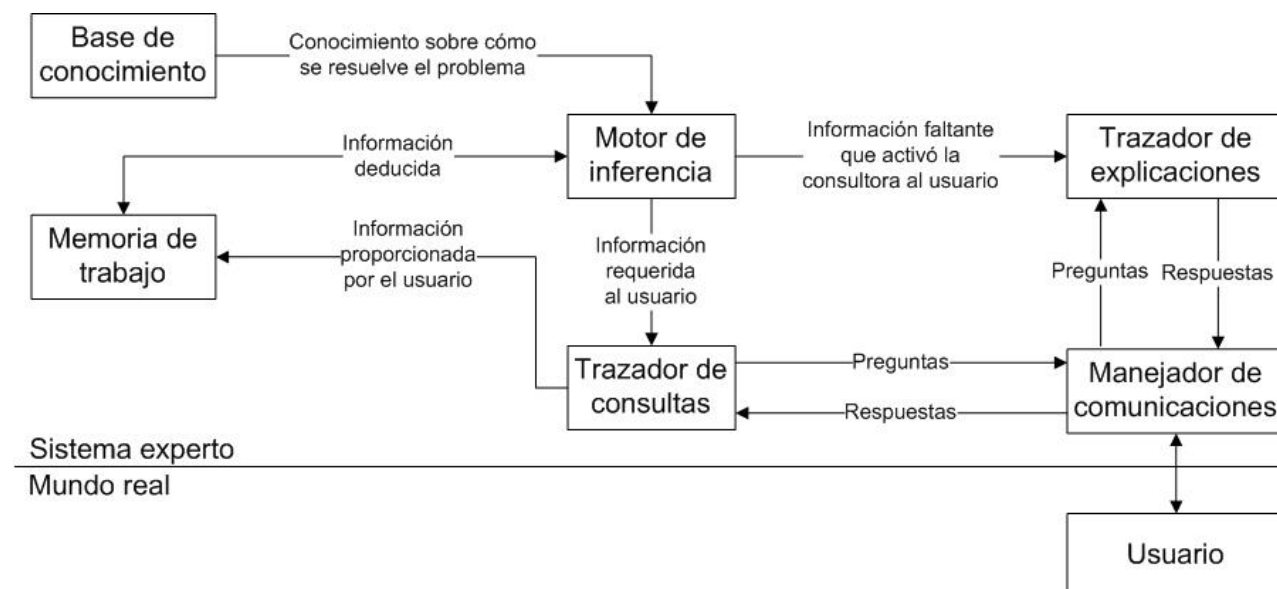 Base de
conocimiento
Conocimiento sobre cómo
se resuelve el problema
Motor de
inferencia
Información faltante
que activó la
consultora al usuario
Trazador de
explicaciones
Información
deducida
Memoria de
trabajo
Información
proporcionada
por el usuario
Información
requerida
al usuario
Preguntas
Respuestas
Trazador de
consultas
Preguntas
Respuestas
Manejador de
comunicaciones
Sistema experto
Mundo real
Usuario